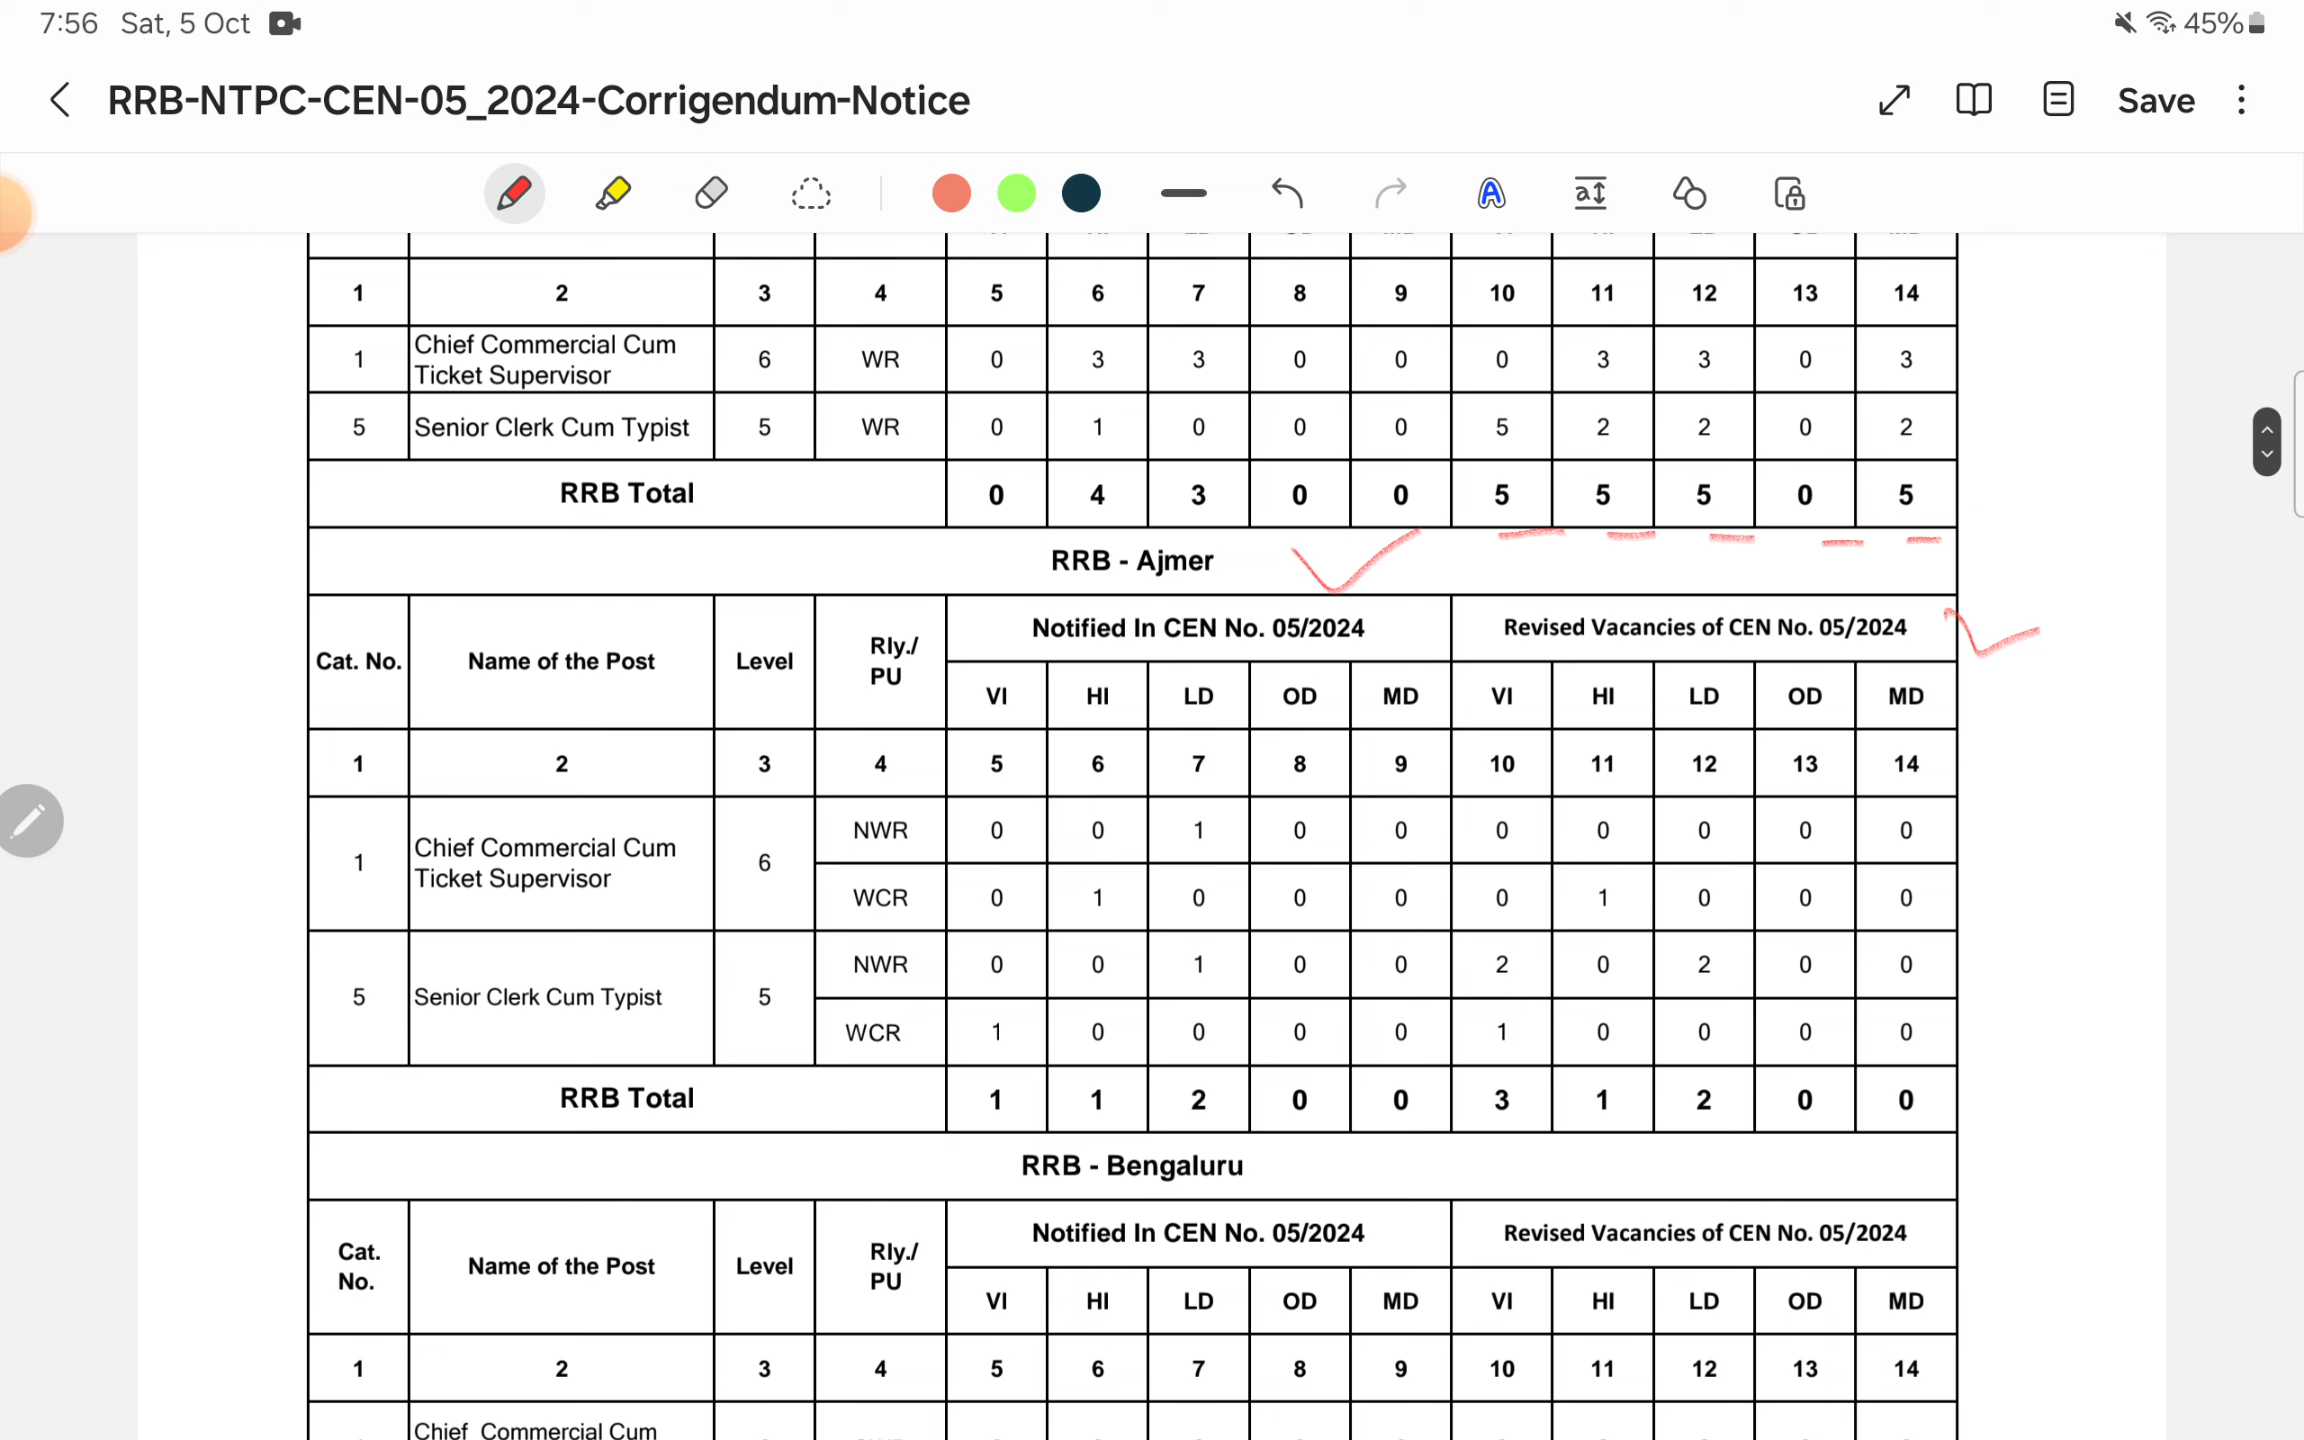 7:56 Sat, 5 Oct 45%
RRB-NTPC-CEN-05_2024-Corrigendum-Notice Save
1 2 3 4 5 6 7 8 9 10 11 12 13 14
1 Chief Commercial Cum Ticket Supervisor 6 WR 0 3 3 0 0 0 3 3 0 3
5 Senior Clerk Cum Typist 5 WR 0 1 0 0 0 5 2 2 0 2
RRB Total 0 4 3 0 0 5 5 5 0 5
RRB - Ajmer
Cat. No. Name of the Post Level Rly./ PU Notified In CEN No. 05/2024 Revised Vacancies of CEN No. 05/2024
VI HI LD OD MD VI HI LD OD MD
1 2 3 4 5 6 7 8 9 10 11 12 13 14
1 Chief Commercial Cum Ticket Supervisor 6 NWR 0 0 1 0 0 0 0 0 0 0
WCR 0 1 0 0 0 0 1 0 0 0
5 Senior Clerk Cum Typist 5 NWR 0 0 1 0 0 2 0 2 0 0
WCR 1 0 0 0 0 1 0 0 0 0
RRB Total 1 1 2 0 0 3 1 2 0 0
RRB - Bengaluru
Cat. No. Name of the Post Level Rly./ PU Notified In CEN No. 05/2024 Revised Vacancies of CEN No. 05/2024
VI HI LD OD MD VI HI LD OD MD
1 2 3 4 5 6 7 8 9 10 11 12 13 14
Chief Commercial Cum